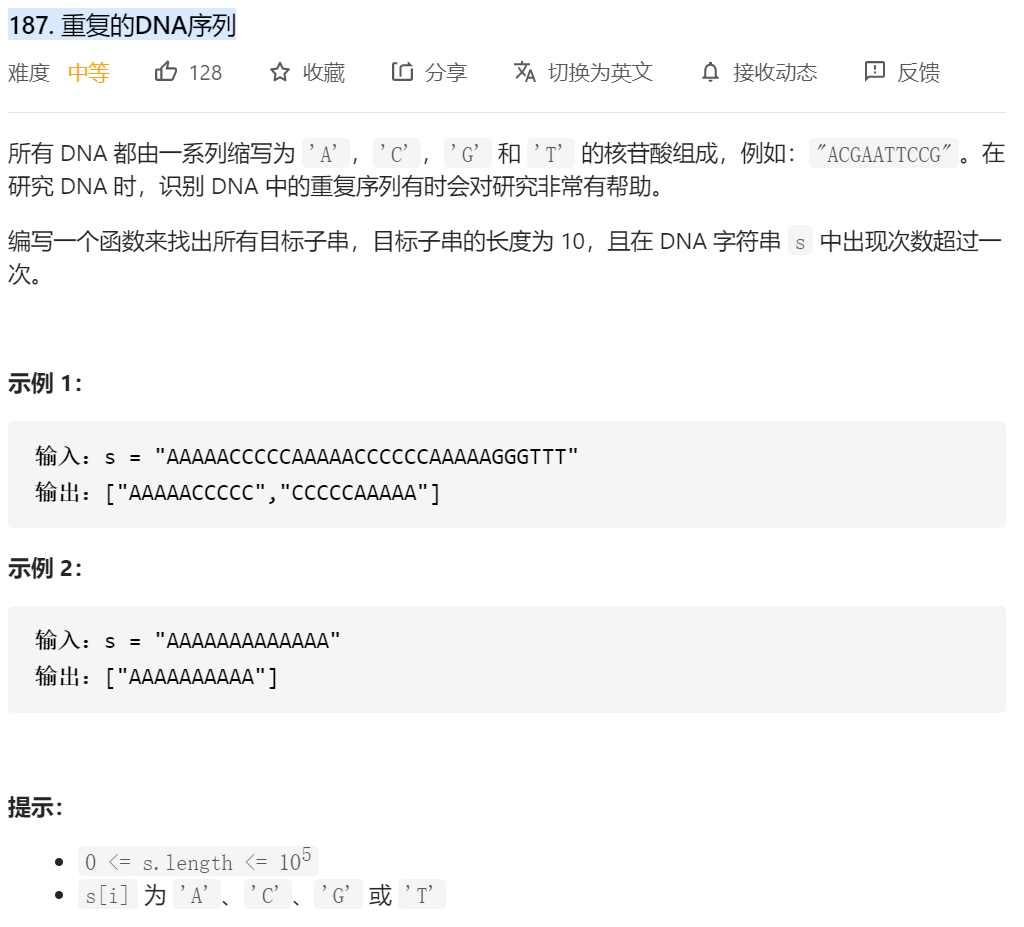 187. 重复的DNA序列
难度 中等 128 收藏 分享 切换为英文 接收动态 反馈
所有 DNA 都由一系列缩写为 'A'，'C'，'G' 和 'T' 的核苷酸组成，例如："ACGAATTCCG"。在
研究 DNA 时，识别 DNA 中的重复序列有时会对研究非常有帮助。
编写一个函数来找出所有目标子串，目标子串的长度为 10，且在 DNA 字符串 s 中出现次数超过一
次。
示例 1：
输入：s = "AAAAACCCCCAAAAACCCCCCAAAAAGGGTTT"
输出：["AAAAACCCCC","CCCCCAAAAA"]
示例 2：
输入：s = "AAAAAAAAAAAAA"
输出：["AAAAAAAAAA"]
提示：
• 0 <= s.length <= 10⁵
• s[i] 为 'A'、'C'、'G' 或 'T'